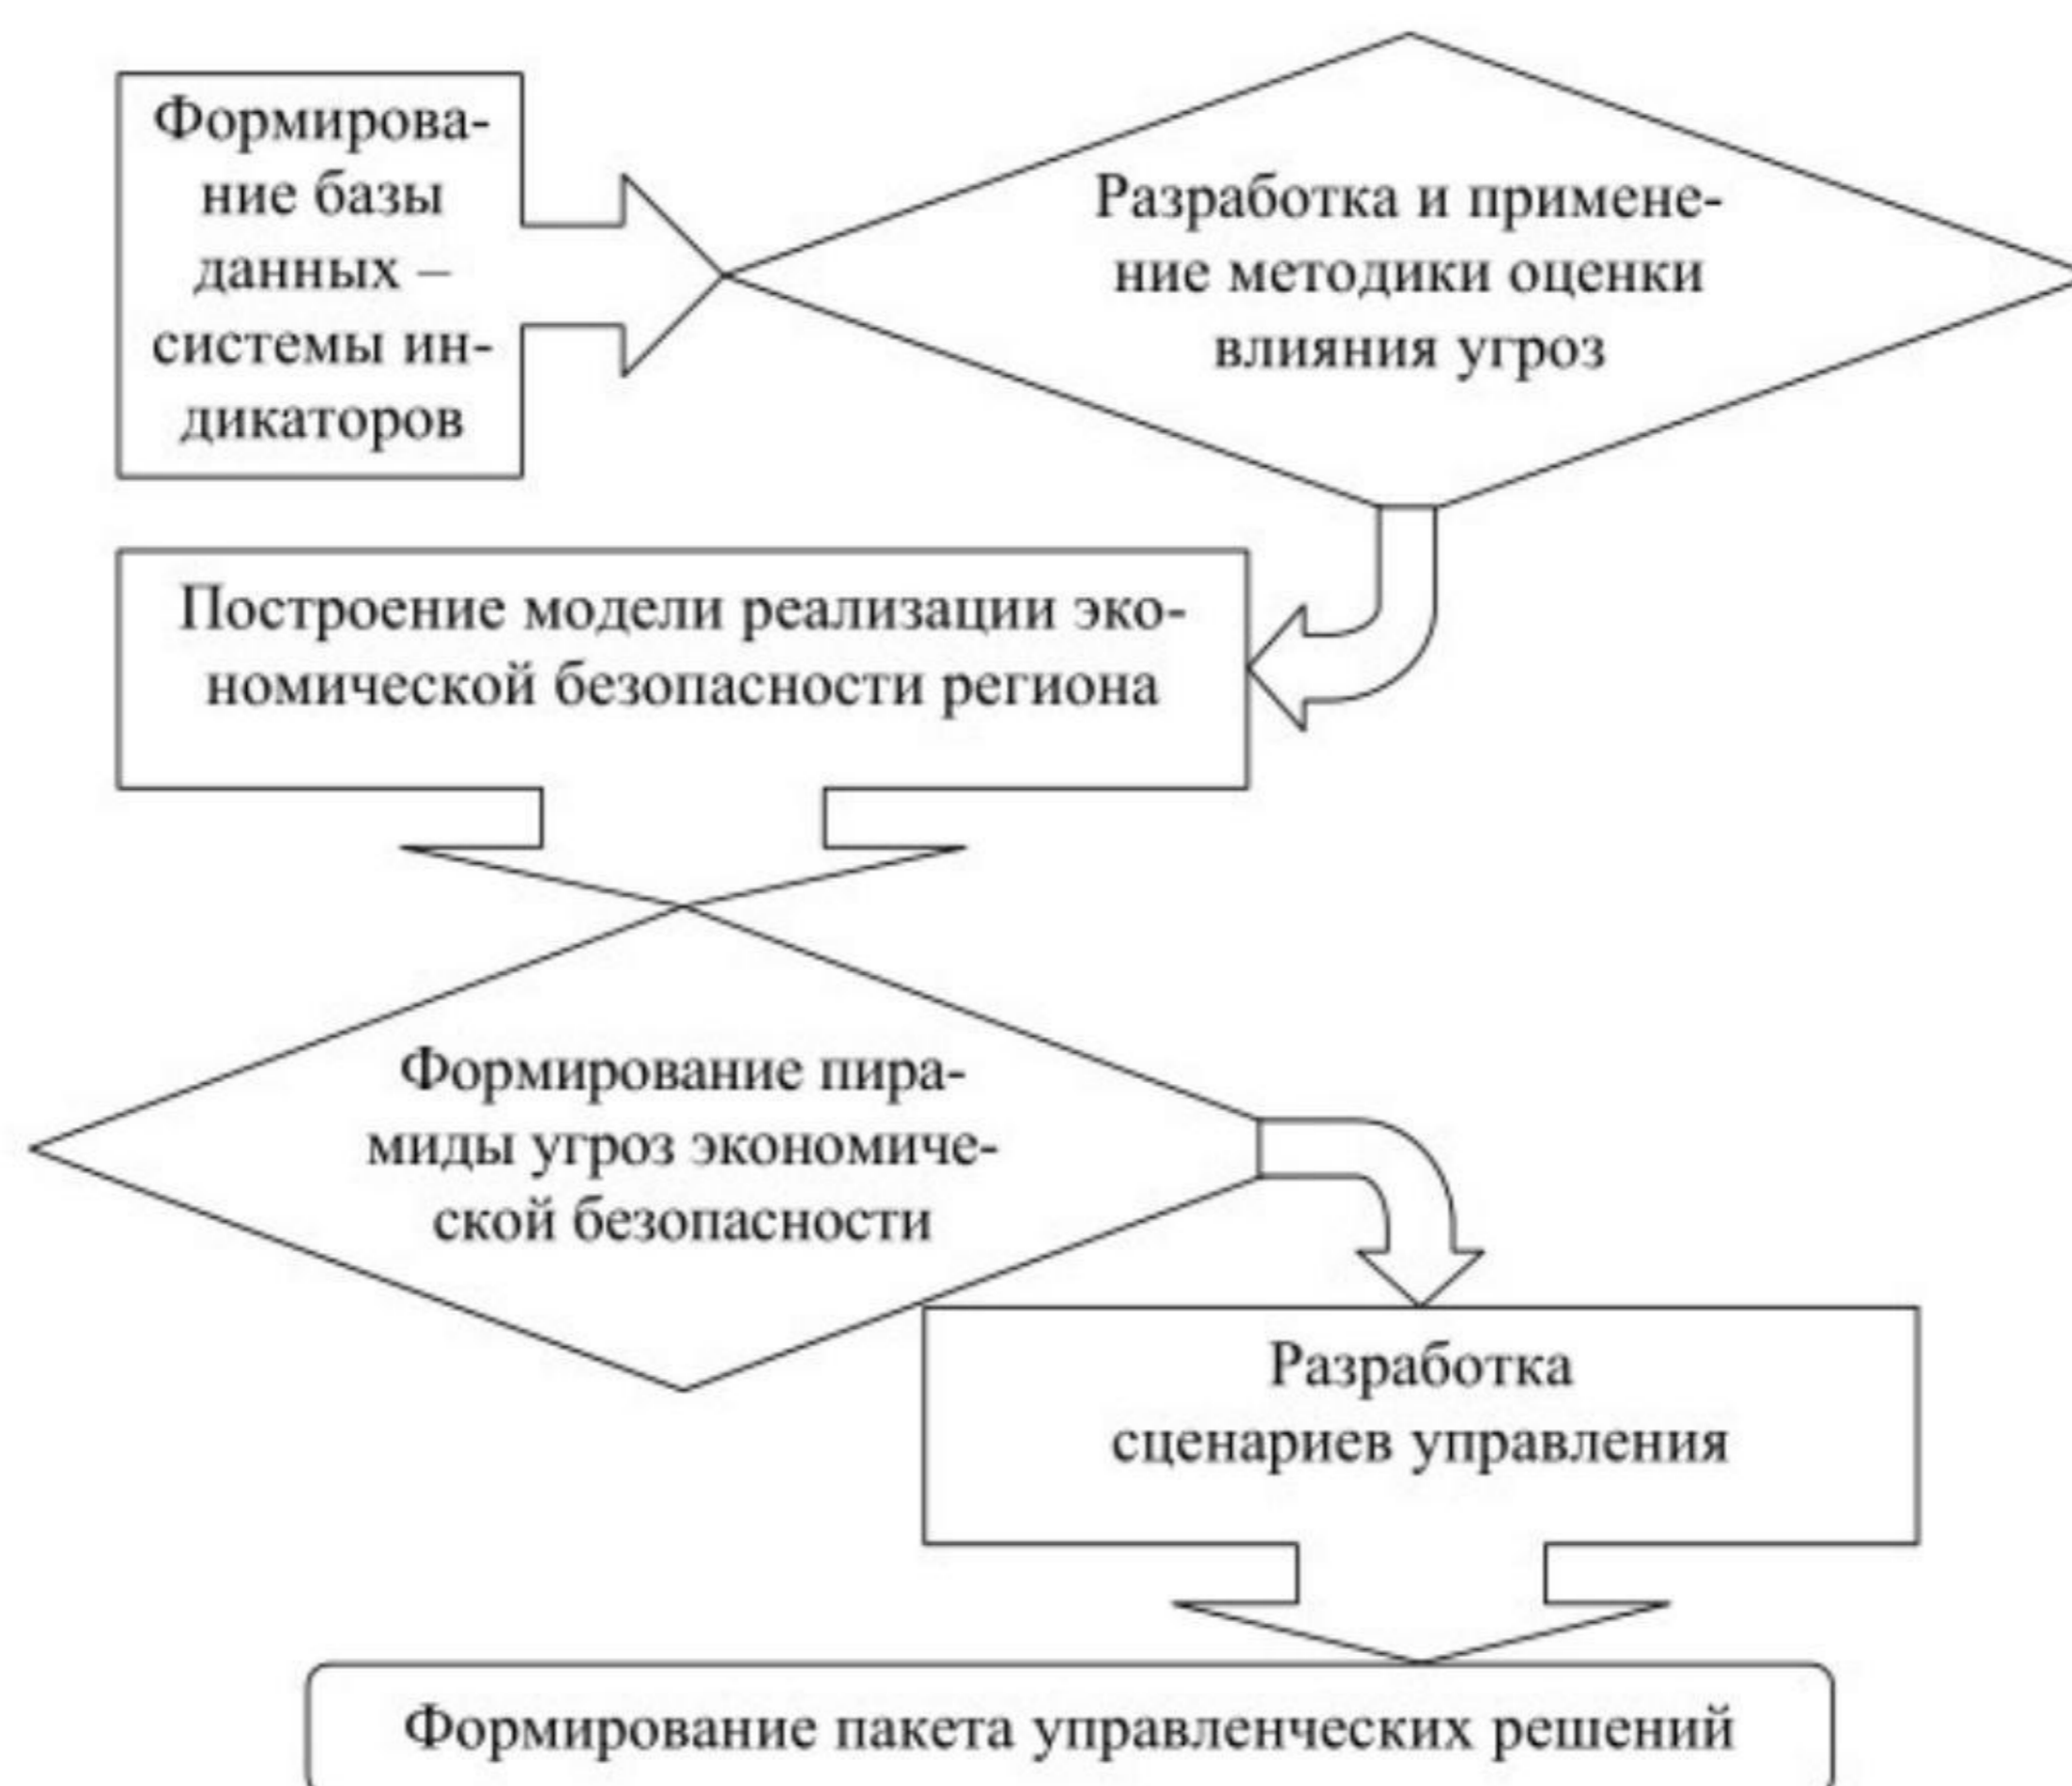 Формирова-
ние базы
данных –
системы ин-
дикаторов
Разработка и примене-
ние методики оценки
влияния угроз
Построение модели реализации эко-
номической безопасности региона
Формирование пира-
миды угроз экономиче-
ской безопасности
Разработка
сценариев управления
Формирование пакета управленческих решений